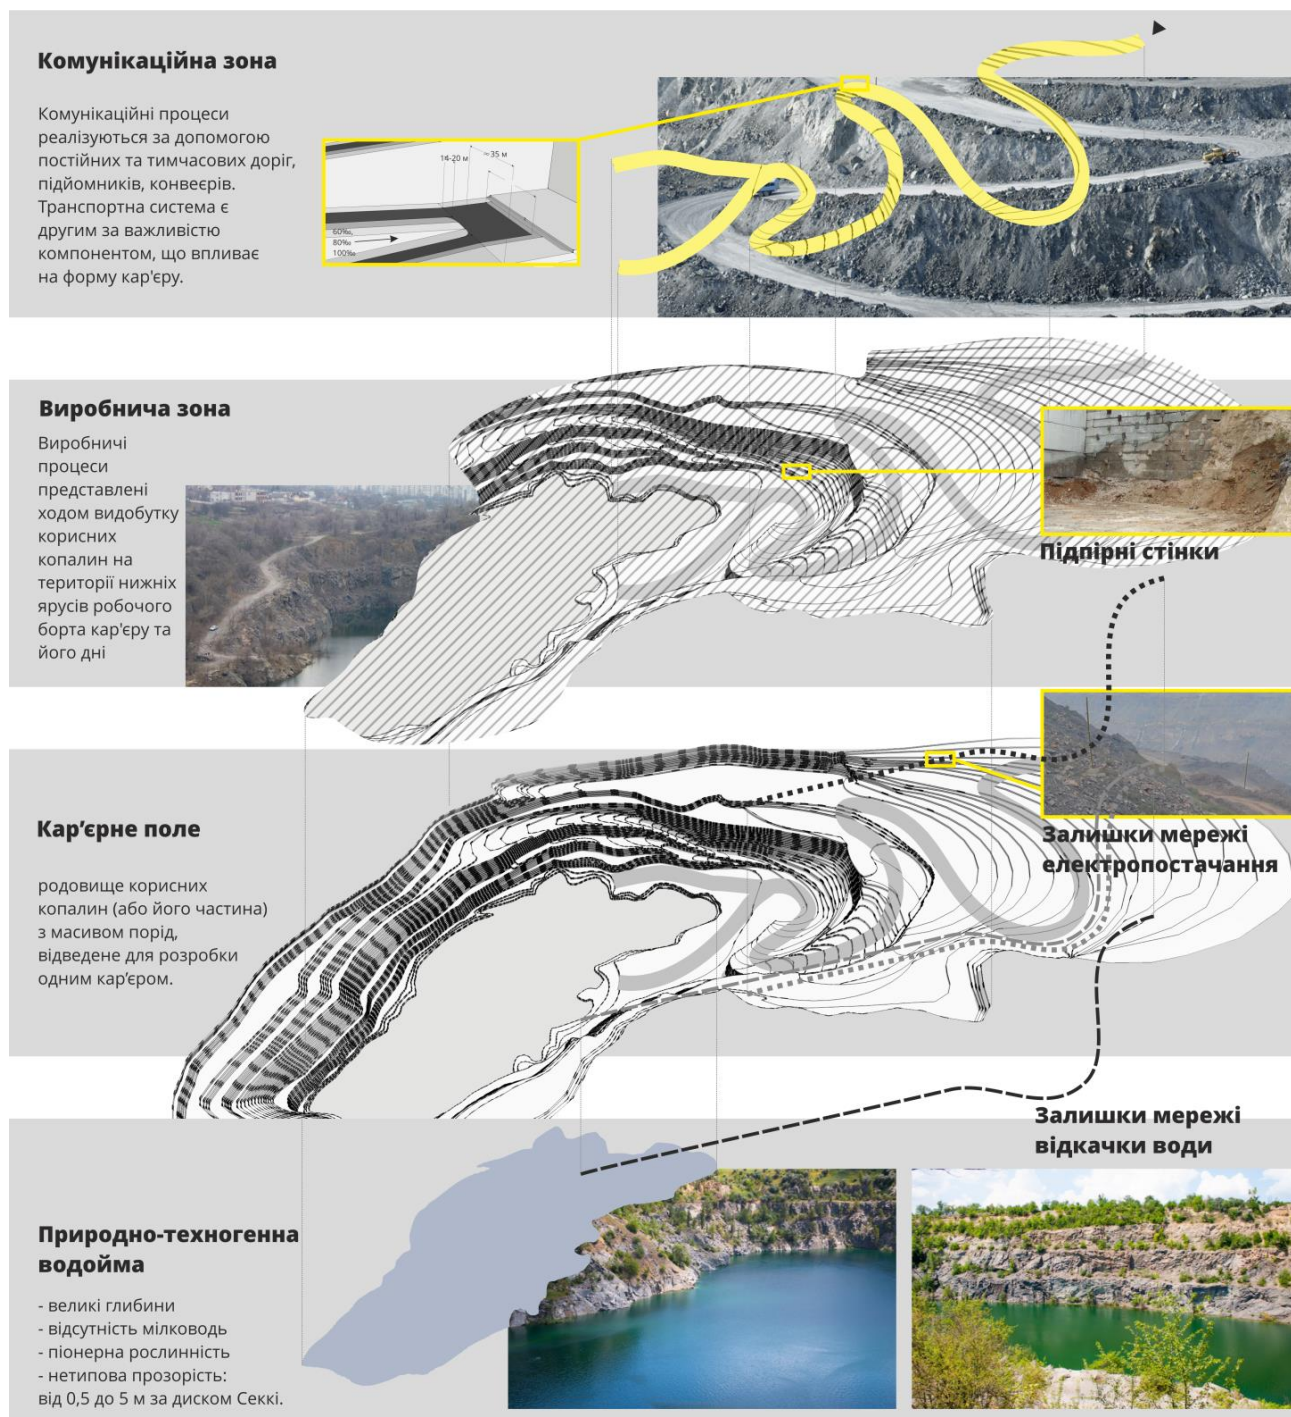 Комунікаційна зона
Комунікаційні процеси
реалізуються за допомогою
постійних та тимчасових доріг,
підйомників, конвеєрів.
Транспортна система є
другим за важливістю
компонентом, що впливає
на форму кар'єру.
14-20 м
~35 м
60‰
80‰
100‰
Виробнича зона
Виробничі
процеси
представлені
ходом видобутку
корисних
копалин на
території нижніх
ярусів робочого
борта кар'єру та
його дні
Підпірні стінки
Кар’єрне поле
родовище корисних
копалин (або його частина)
з масивом порід,
відведене для розробки
одним кар’єром.
Залишки мережі
електропостачання
Залишки мережі
відкачки води
Природно-техногенна
водойма
- великі глибини
- відсутність мілководь
- піонерна рослинність
- нетипова прозорість:
від 0,5 до 5 м за диском Секкі.